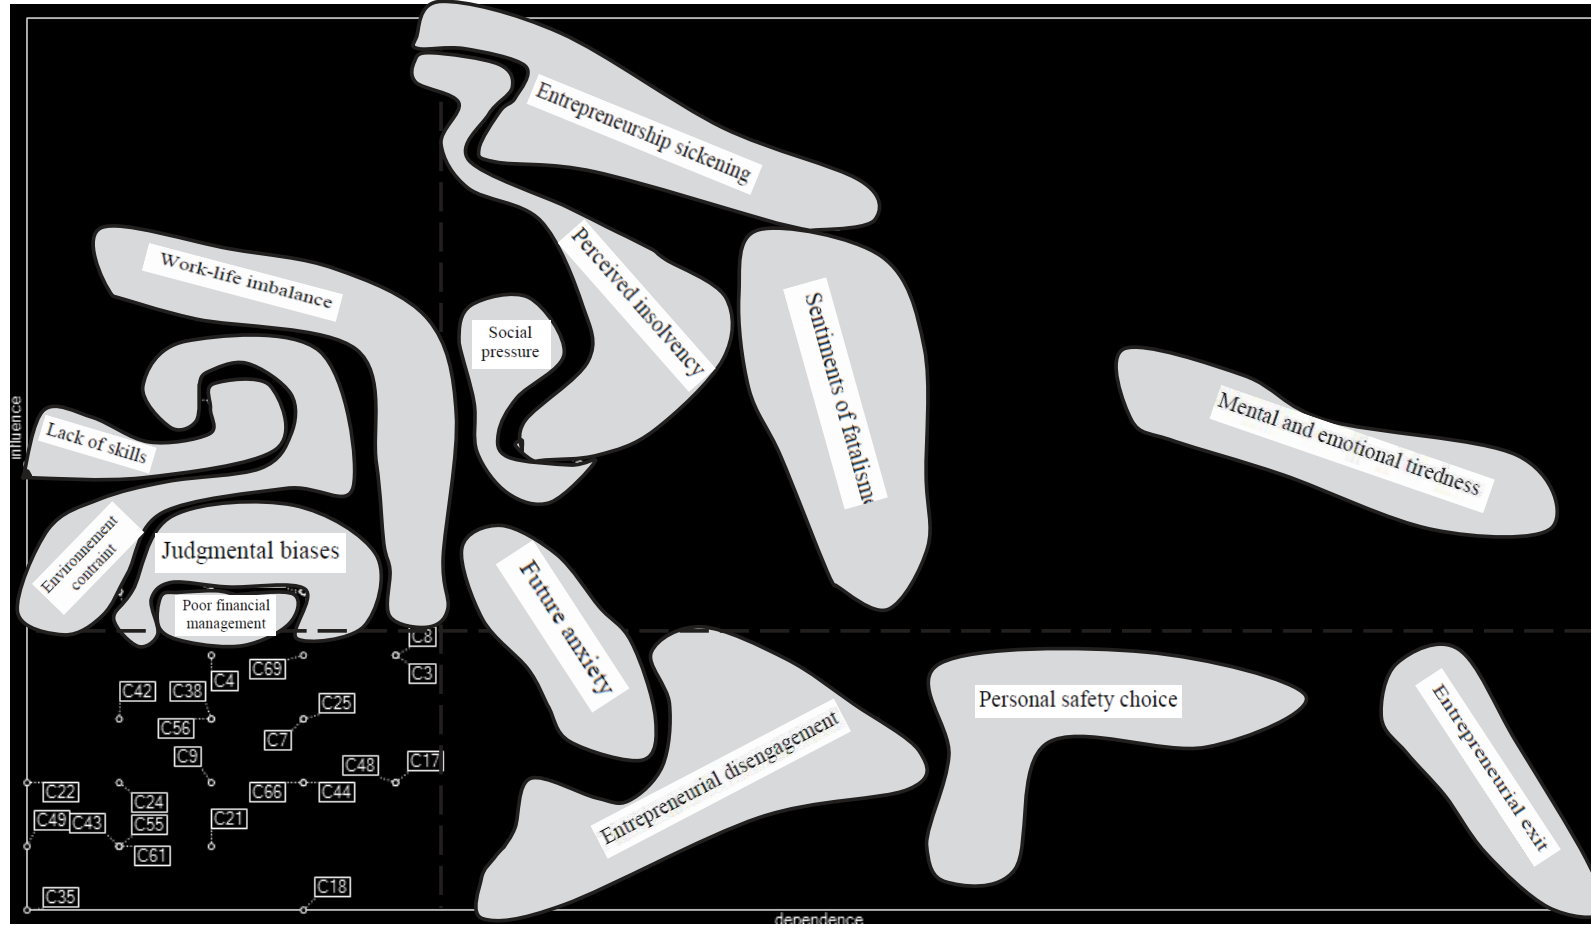 Entrepreneurship sickening
Work-life imbalance
Perceived insolvency
Social
pressure
Sentiments of fatalisme
Mental and emotional tiredness
influence
Lack of skills
Environnement
contraint
Judgmental biases
Poor financial
management
Future anxiety
C8
C69
C3
C4
C42
C38
C25
C56
C7
C9
C48
C17
C22
C66
C44
C24
C49
C43
C55
C21
C61
C35
C18
Personal safety choice
Entrepreneurial disengagement
Entrepreneurial exit
dependence